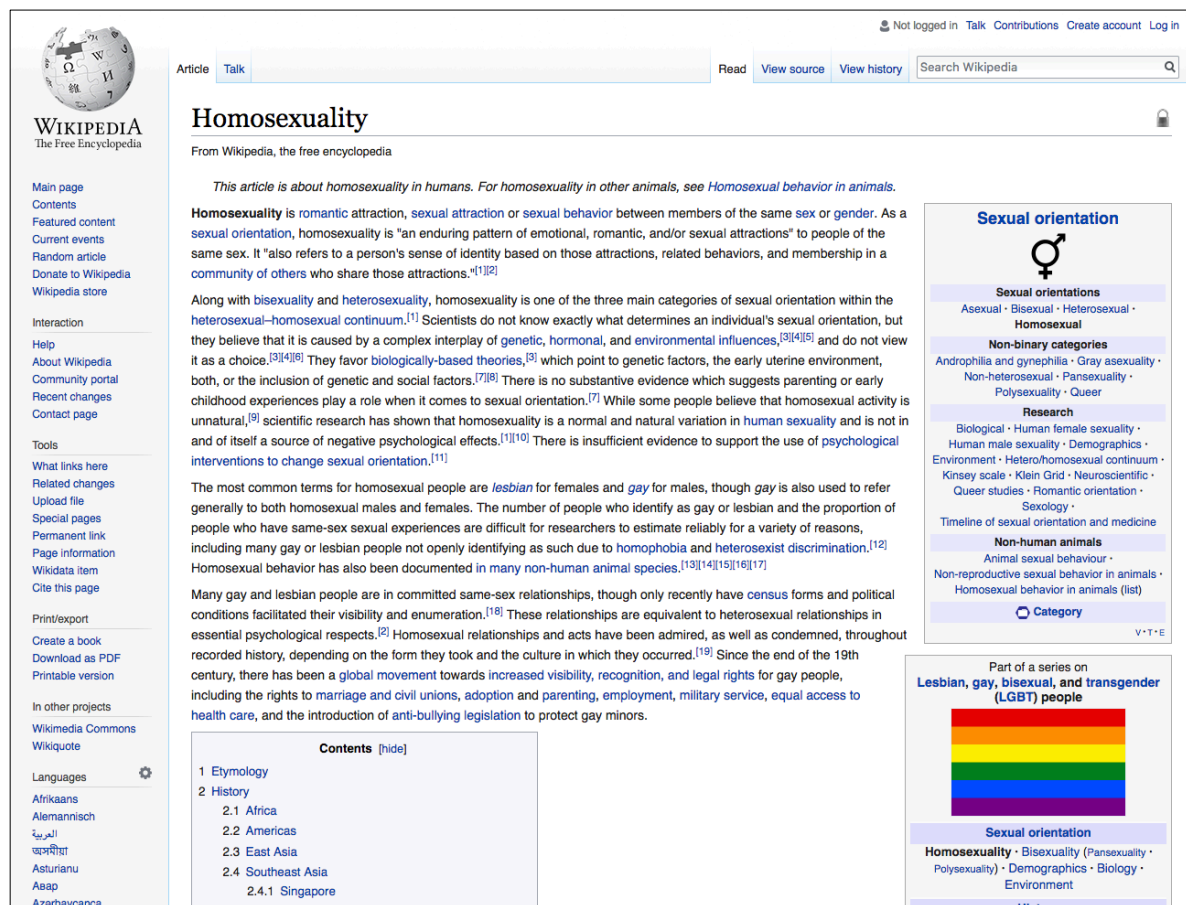 Not logged in Talk Contributions Create account Log in
Article Talk Read View source View history Search Wikipedia
WIKIPEDIA
The Free Encyclopedia
Main page
Contents
Featured content
Current events
Random article
Donate to Wikipedia
Wikipedia store
Interaction
Help
About Wikipedia
Community portal
Recent changes
Contact page
Tools
What links here
Related changes
Upload file
Special pages
Permanent link
Page information
Wikidata item
Cite this page
Print/export
Create a book
Download as PDF
Printable version
In other projects
Wikimedia Commons
Wikiquote
Languages
Afrikaans
Alemannisch
العربية
অসমীয়া
Asturianu
Авар
Azərbaycanca
Homosexuality
From Wikipedia, the free encyclopedia
This article is about homosexuality in humans. For homosexuality in other animals, see Homosexual behavior in animals.
Homosexuality is romantic attraction, sexual attraction or sexual behavior between members of the same sex or gender. As a
sexual orientation, homosexuality is "an enduring pattern of emotional, romantic, and/or sexual attractions" to people of the
same sex. It "also refers to a person's sense of identity based on those attractions, related behaviors, and membership in a
community of others who share those attractions."[1][2]
Along with bisexuality and heterosexuality, homosexuality is one of the three main categories of sexual orientation within the
heterosexual–homosexual continuum.[1] Scientists do not know exactly what determines an individual's sexual orientation, but
they believe that it is caused by a complex interplay of genetic, hormonal, and environmental influences,[3][4][5] and do not view
it as a choice.[3][4][6] They favor biologically-based theories,[3] which point to genetic factors, the early uterine environment,
both, or the inclusion of genetic and social factors.[7][8] There is no substantive evidence which suggests parenting or early
childhood experiences play a role when it comes to sexual orientation.[7] While some people believe that homosexual activity is
unnatural,[9] scientific research has shown that homosexuality is a normal and natural variation in human sexuality and is not in
and of itself a source of negative psychological effects.[1][10] There is insufficient evidence to support the use of psychological
interventions to change sexual orientation.[11]
The most common terms for homosexual people are lesbian for females and gay for males, though gay is also used to refer
generally to both homosexual males and females. The number of people who identify as gay or lesbian and the proportion of
people who have same-sex sexual experiences are difficult for researchers to estimate reliably for a variety of reasons,
including many gay or lesbian people not openly identifying as such due to homophobia and heterosexist discrimination.[12]
Homosexual behavior has also been documented in many non-human animal species.[13][14][15][16][17]
Many gay and lesbian people are in committed same-sex relationships, though only recently have census forms and political
conditions facilitated their visibility and enumeration.[18] These relationships are equivalent to heterosexual relationships in
essential psychological respects.[2] Homosexual relationships and acts have been admired, as well as condemned, throughout
recorded history, depending on the form they took and the culture in which they occurred.[19] Since the end of the 19th
century, there has been a global movement towards increased visibility, recognition, and legal rights for gay people,
including the rights to marriage and civil unions, adoption and parenting, employment, military service, equal access to
health care, and the introduction of anti-bullying legislation to protect gay minors.
Contents [hide]
1 Etymology
2 History
2.1 Africa
2.2 Americas
2.3 East Asia
2.4 Southeast Asia
2.4.1 Singapore
Sexual orientation
Sexual orientations
Asexual · Bisexual · Heterosexual ·
Homosexual
Non-binary categories
Androphilia and gynephilia · Gray asexuality ·
Non-heterosexual · Pansexuality ·
Polysexuality · Queer
Research
Biological · Human female sexuality ·
Human male sexuality · Demographics ·
Environment · Hetero/homosexual continuum ·
Kinsey scale · Klein Grid · Neuroscientific ·
Queer studies · Romantic orientation ·
Sexology ·
Timeline of sexual orientation and medicine
Non-human animals
Animal sexual behaviour ·
Non-reproductive sexual behavior in animals ·
Homosexual behavior in animals (list)
Category
V · T · E
Part of a series on
Lesbian, gay, bisexual, and transgender
(LGBT) people
Sexual orientation
Homosexuality · Bisexuality (Pansexuality ·
Polysexuality) · Demographics · Biology ·
Environment